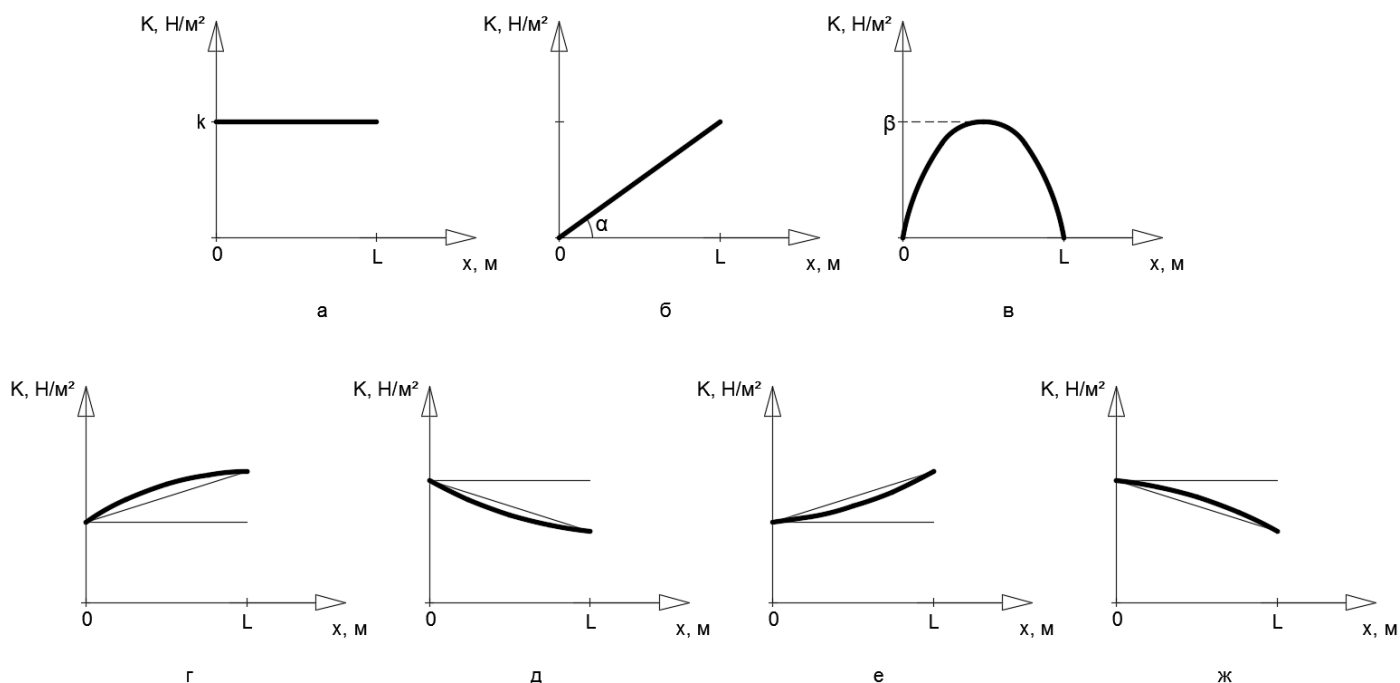 К, Н/м² К, Н/м² К, Н/м²
k β
α
0 L 0 L 0 L
х, м х, м х, м
а б в
К, Н/м² К, Н/м² К, Н/м² К, Н/м²
0 L 0 L 0 L 0 L
х, м х, м х, м х, м
г д е ж